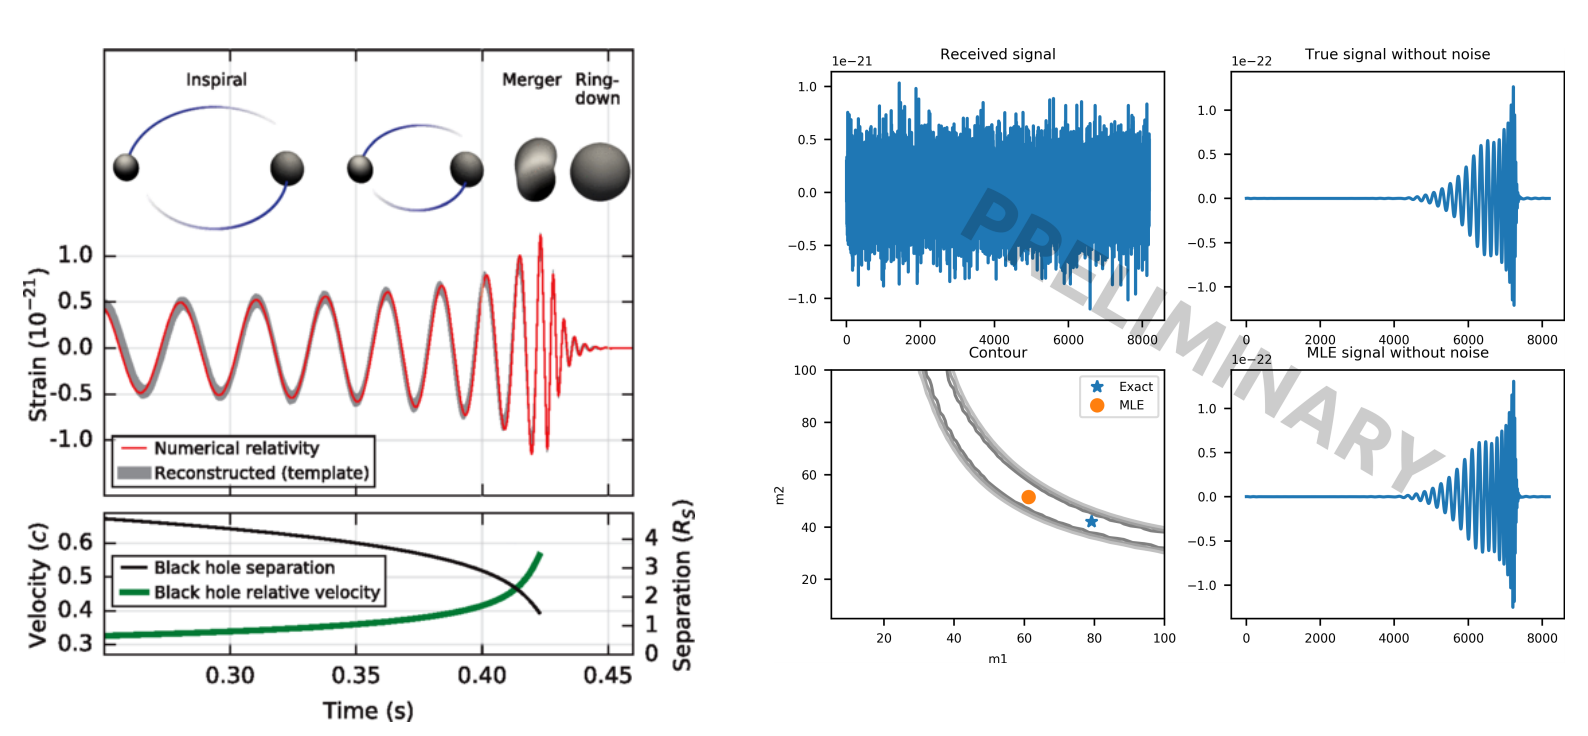 Inspiral
Merger
Ring-
down
1.0
0.5
0.0
-0.5
-1.0
Strain (10⁻²¹)
Numerical relativity
Reconstructed (template)
0.6
0.5
0.4
0.3
Velocity (c)
Black hole separation
Black hole relative velocity
4
3
2
1
0
Separation (R_S)
0.30 0.35 0.40 0.45
Time (s)
Received signal
1e−21
1.0
0.5
0.0
−0.5
−1.0
0 2000 4000 6000 8000
True signal without noise
1e−22
1.0
0.5
0.0
−0.5
−1.0
0 2000 4000 6000 8000
Contour
100
80
60
40
20
m2
Exact
MLE
20 40 60 80 100
m1
MLE signal without noise
1e−22
1.0
0.5
0.0
−0.5
−1.0
0 2000 4000 6000 8000
PRELIMINARY